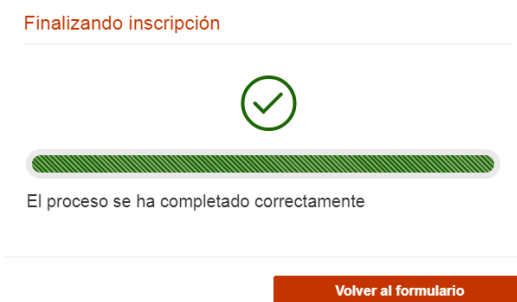 Finalizando inscripción
El proceso se ha completado correctamente
Volver al formulario